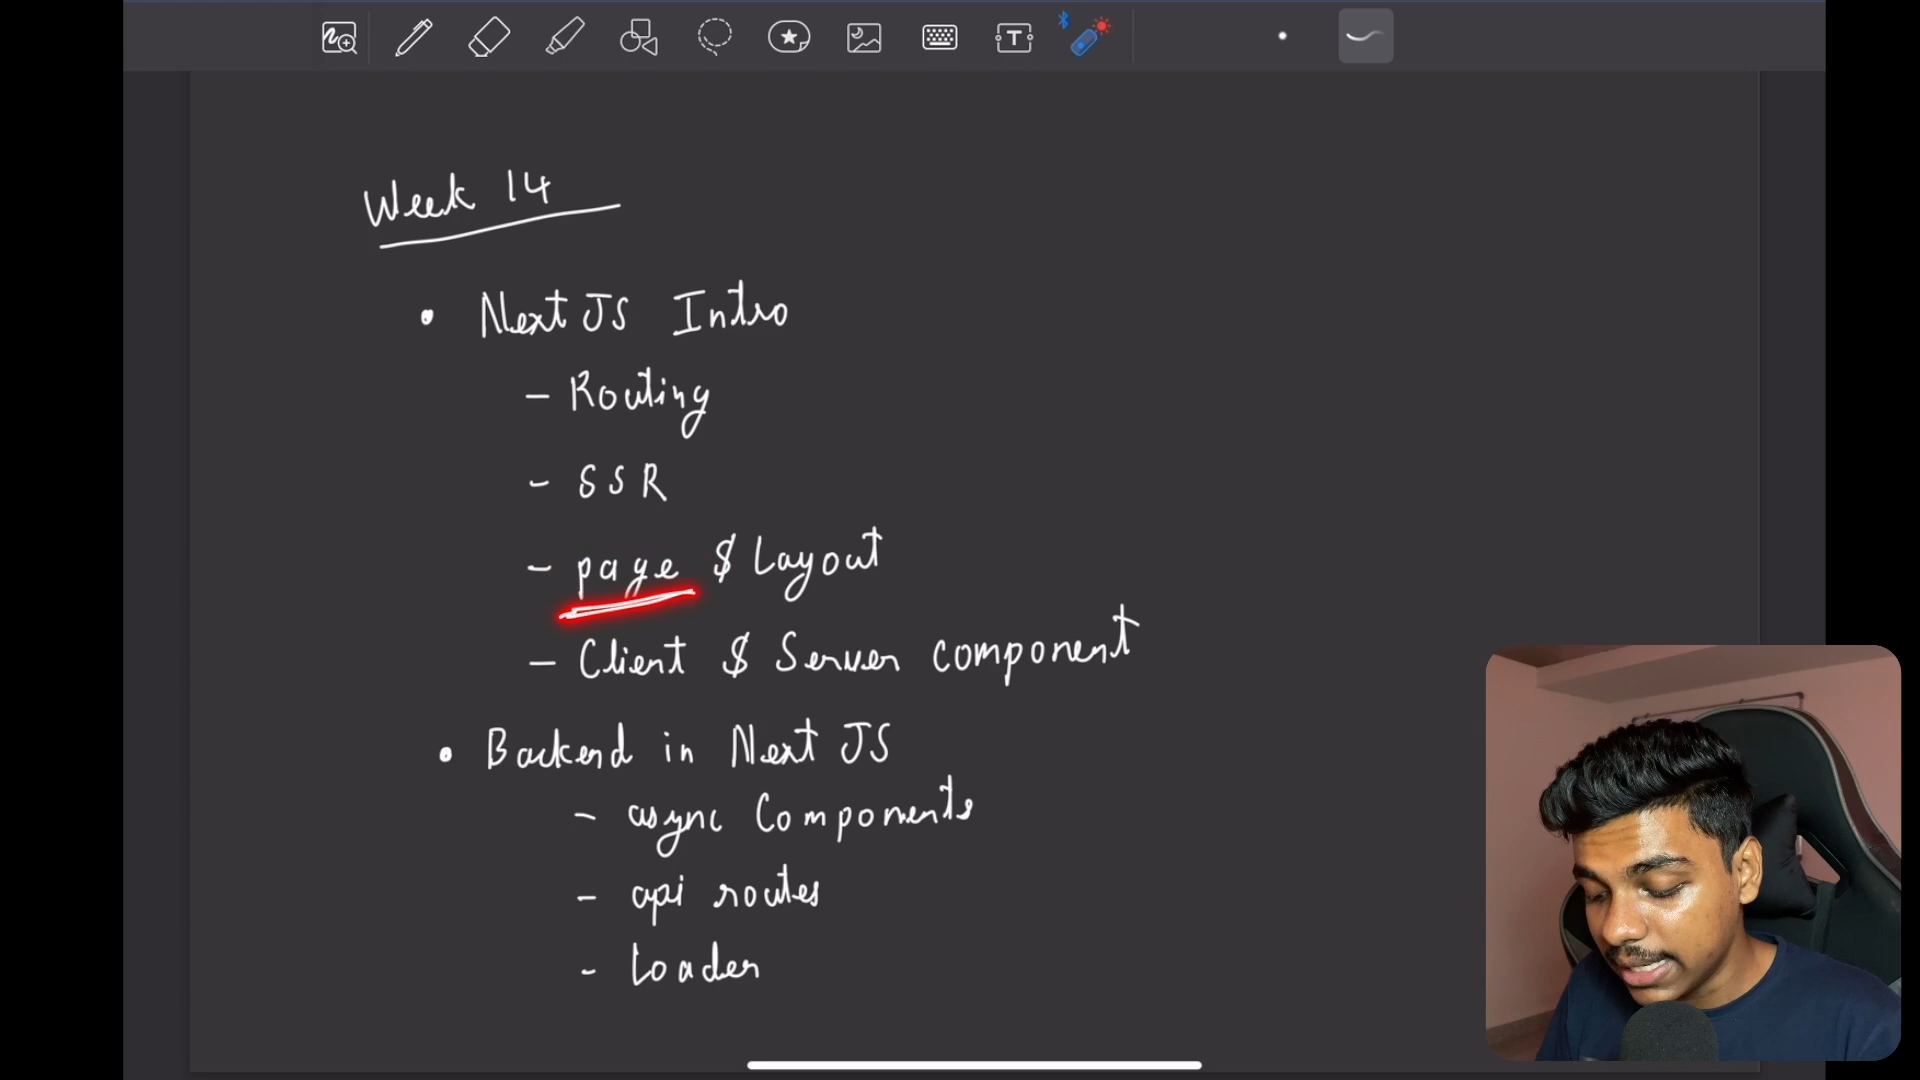 Week 14
• Next JS Intro
- Routing
- SSR
- page & Layout
- Client & Server component
• Backend in Next JS
- async Components
- api routes
- Loader